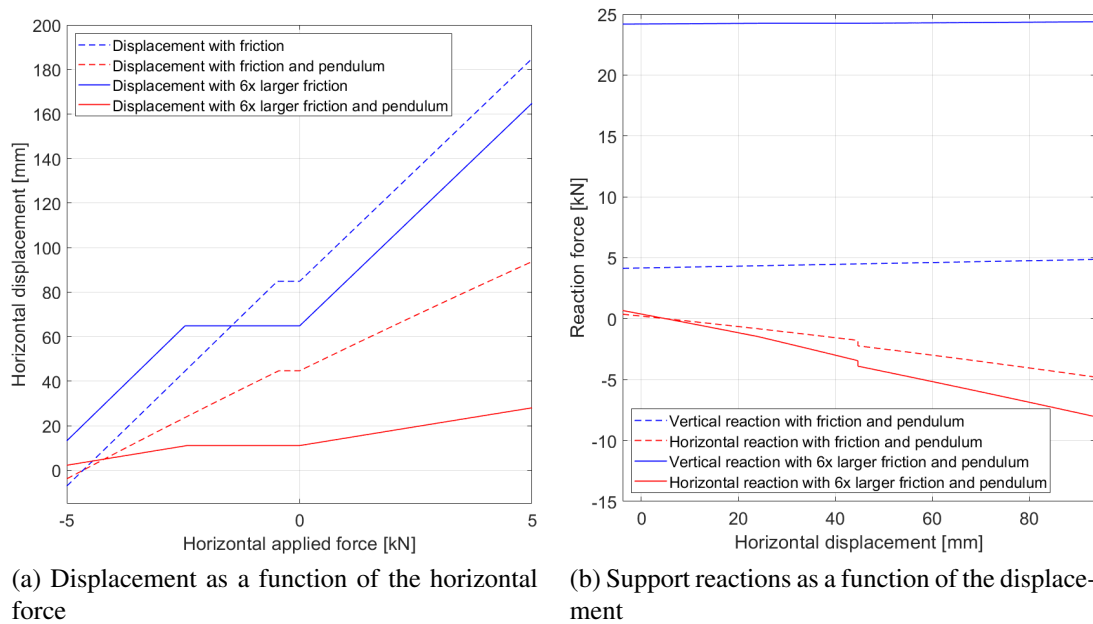 200
180
160
140
120
100
80
60
40
20
0
-5
0
5
Horizontal displacement [mm]
Horizontal applied force [kN]
Displacement with friction
Displacement with friction and pendulum
Displacement with 6x larger friction
Displacement with 6x larger friction and pendulum
(a) Displacement as a function of the horizontal
force
25
20
15
10
5
0
-5
-10
-15
0
20
40
60
80
Reaction force [kN]
Horizontal displacement [mm]
Vertical reaction with friction and pendulum
Horizontal reaction with friction and pendulum
Vertical reaction with 6x larger friction and pendulum
Horizontal reaction with 6x larger friction and pendulum
(b) Support reactions as a function of the displace-
ment